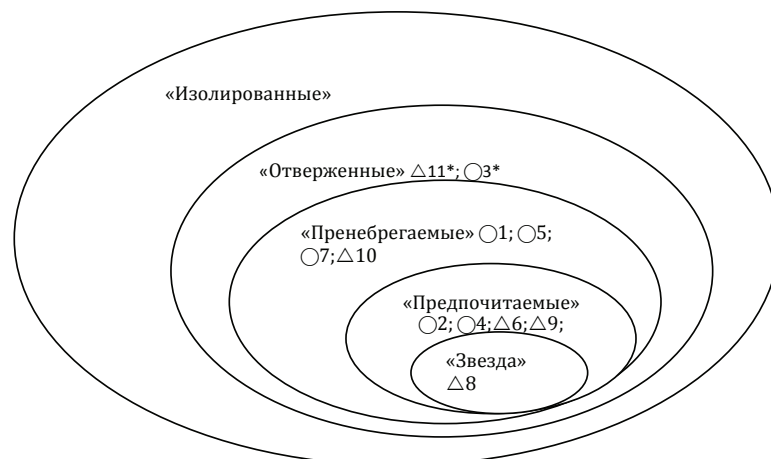 «Изолированные»
«Отверженные» △11*; ◯3*
«Пренебрегаемые» ◯1; ◯5;
◯7;△10
«Предпочитаемые»
◯2; ◯4;△6;△9;
«Звезда»
△8